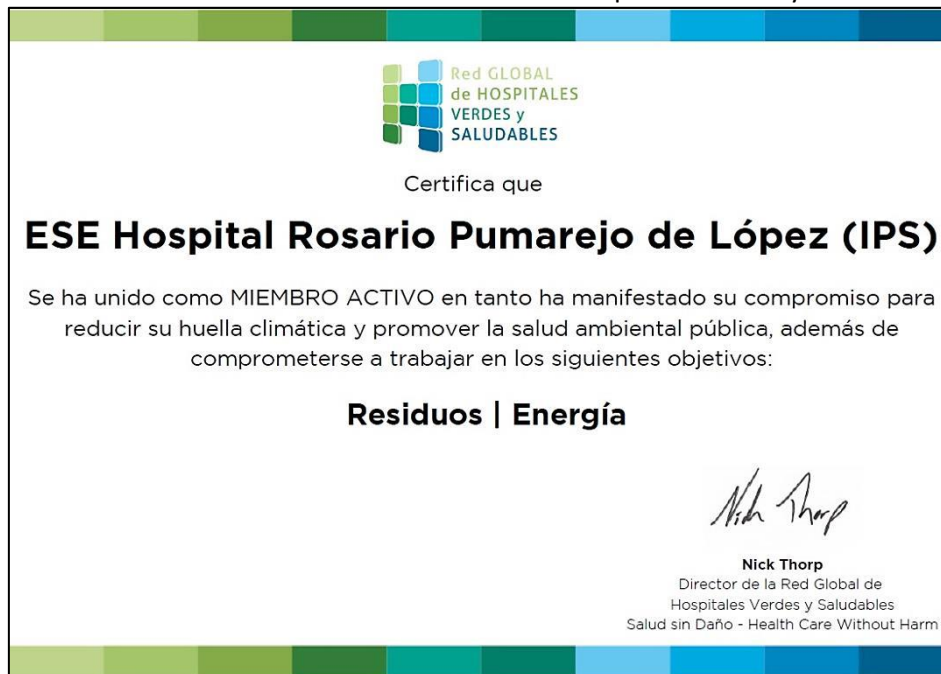 Red GLOBAL
de HOSPITALES
VERDES y
SALUDABLES
Certifica que
ESE Hospital Rosario Pumarejo de López (IPS)
Se ha unido como MIEMBRO ACTIVO en tanto ha manifestado su compromiso para
reducir su huella climática y promover la salud ambiental pública, además de
comprometerse a trabajar en los siguientes objetivos:
Residuos | Energía
Nick Thorp
Nick Thorp
Director de la Red Global de
Hospitales Verdes y Saludables
Salud sin Daño - Health Care Without Harm